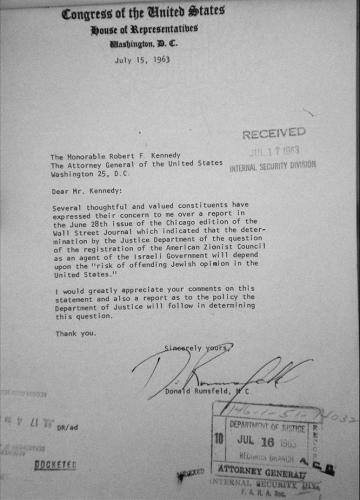 Congress of the United States
House of Representatives
Washington, D. C.
July 15, 1963
RECEIVED
JUL 17 1963
INTERNAL SECURITY DIVISION
The Honorable Robert F. Kennedy
The Attorney General of the United States
Washington 25, D.C.
Dear Mr. Kennedy:
Several thoughtful and valued constituents have
expressed their concern to me over a report in
the June 28th issue of the Chicago edition of the
Wall Street Journal which indicated that the deter-
mination by the Justice Department of the question
of the registration of the American Zionist Council
as an agent of the Israeli Government will depend
upon the "risk of offending Jewish opinion in the
United States."
I would greatly appreciate your comments on this
statement and also a report as to the policy the
Department of Justice will follow in determining
this question.
Thank you.
Sincerely yours,
D. Rumsfeld
Donald Rumsfeld, M.C.
DR/ad
DOCKETED
DEPARTMENT OF JUSTICE
10
JUL 16 1963
RECORDS BRANCH
ATTORNEY GENERAL
INTERNAL SECURITY DIV.